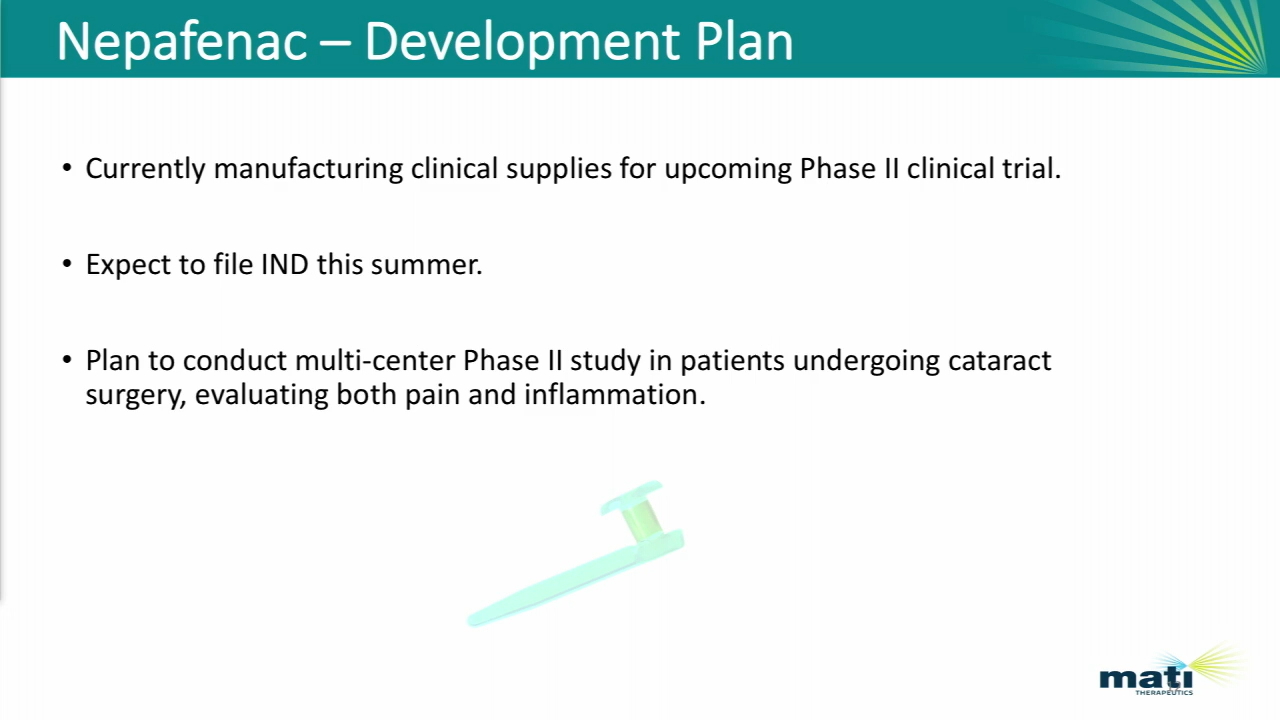 Nepafenac – Development Plan
• Currently manufacturing clinical supplies for upcoming Phase II clinical trial.
• Expect to file IND this summer.
• Plan to conduct multi-center Phase II study in patients undergoing cataract
surgery, evaluating both pain and inflammation.
mati
THERAPEUTICS